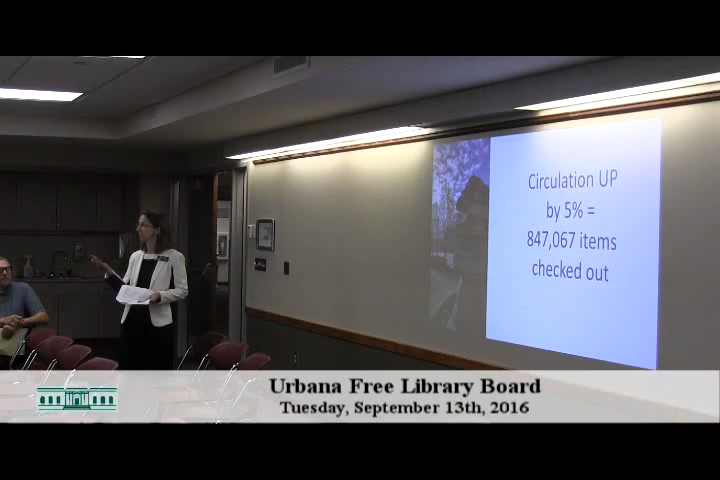 Circulation UP
by 5% =
847,067 items
checked out
Urbana Free Library Board
Tuesday, September 13th, 2016